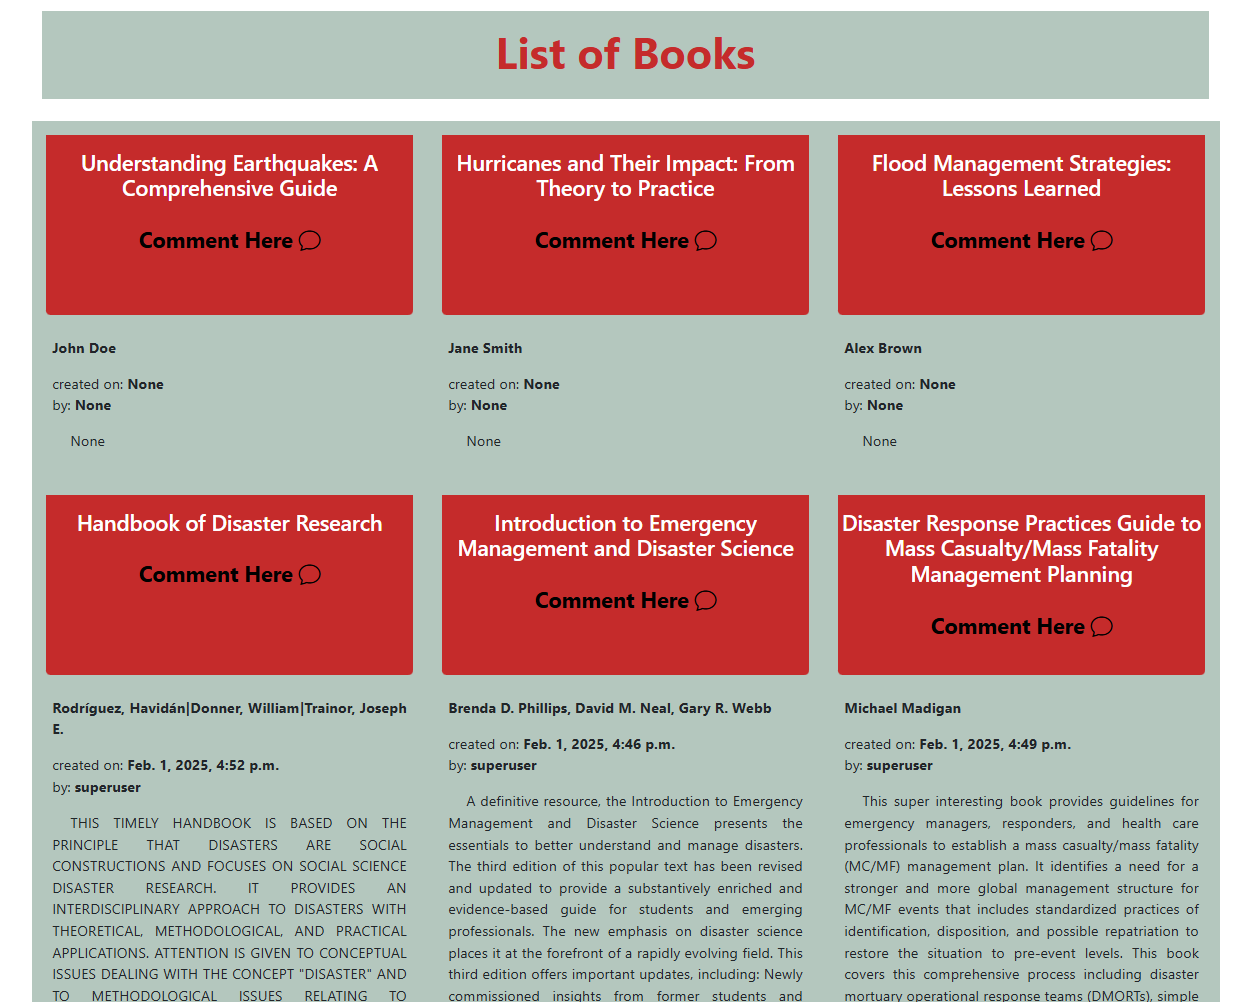 List of Books
Understanding Earthquakes: A
Comprehensive Guide
Comment Here
John Doe
created on: None
by: None
None
Hurricanes and Their Impact: From
Theory to Practice
Comment Here
Jane Smith
created on: None
by: None
None
Flood Management Strategies:
Lessons Learned
Comment Here
Alex Brown
created on: None
by: None
None
Handbook of Disaster Research
Comment Here
Rodríguez, Havidán|Donner, William|Trainor, Joseph
E.
created on: Feb. 1, 2025, 4:52 p.m.
by: superuser
THIS TIMELY HANDBOOK IS BASED ON THE
PRINCIPLE THAT DISASTERS ARE SOCIAL
CONSTRUCTIONS AND FOCUSES ON SOCIAL SCIENCE
DISASTER RESEARCH. IT PROVIDES AN
INTERDISCIPLINARY APPROACH TO DISASTERS WITH
THEORETICAL, METHODOLOGICAL, AND PRACTICAL
APPLICATIONS. ATTENTION IS GIVEN TO CONCEPTUAL
ISSUES DEALING WITH THE CONCEPT "DISASTER" AND
TO METHODOLOGICAL ISSUES RELATING TO
Introduction to Emergency
Management and Disaster Science
Comment Here
Brenda D. Phillips, David M. Neal, Gary R. Webb
created on: Feb. 1, 2025, 4:46 p.m.
by: superuser
A definitive resource, the Introduction to Emergency
Management and Disaster Science presents the
essentials to better understand and manage disasters.
The third edition of this popular text has been revised
and updated to provide a substantively enriched and
evidence-based guide for students and emerging
professionals. The new emphasis on disaster science
places it at the forefront of a rapidly evolving field. This
third edition offers important updates, including: Newly
commissioned insights from former students and
Disaster Response Practices Guide to
Mass Casualty/Mass Fatality
Management Planning
Comment Here
Michael Madigan
created on: Feb. 1, 2025, 4:49 p.m.
by: superuser
This super interesting book provides guidelines for
emergency managers, responders, and health care
professionals to establish a mass casualty/mass fatality
(MC/MF) management plan. It identifies a need for a
stronger and more global management structure for
MC/MF events that includes standardized practices of
identification, disposition, and possible repatriation to
restore the situation to pre-event levels. This book
covers this comprehensive process including disaster
mortuary operational response teams (DMORTs), simple